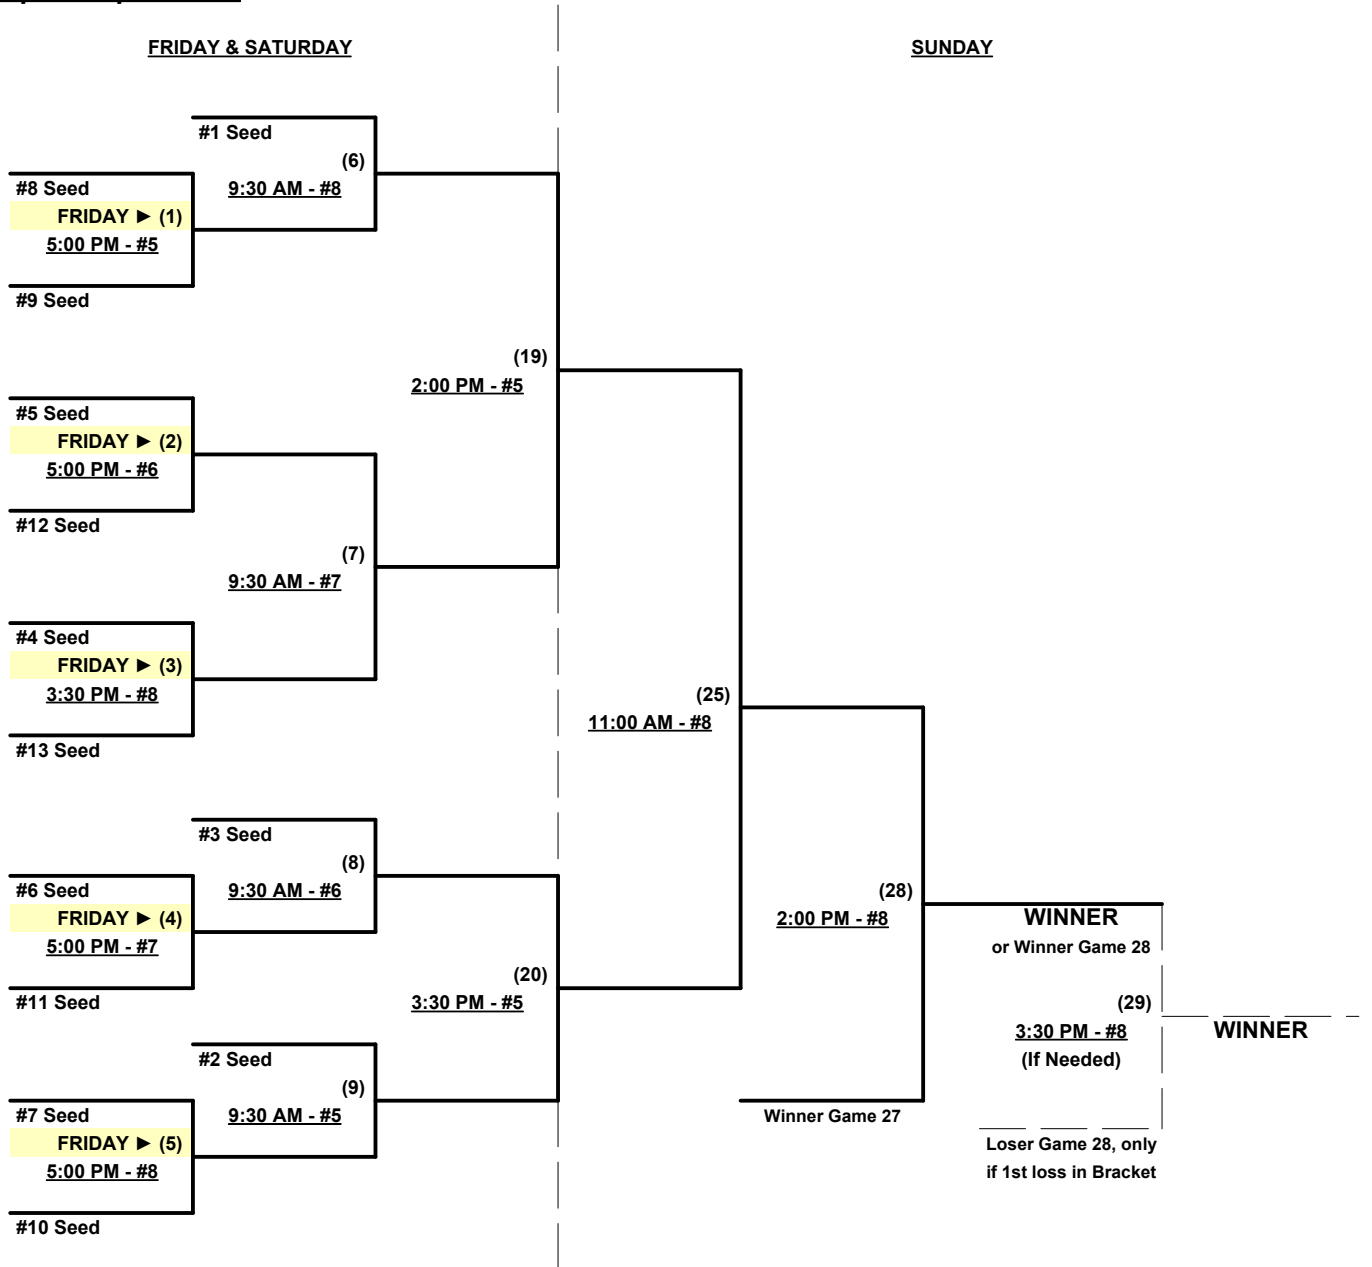 FRIDAY & SATURDAY
SUNDAY
#1 Seed
(6)
9:30 AM - #8
#8 Seed
FRIDAY ► (1)
5:00 PM - #5
#9 Seed
(19)
2:00 PM - #5
#5 Seed
FRIDAY ► (2)
5:00 PM - #6
#12 Seed
(7)
9:30 AM - #7
#4 Seed
FRIDAY ► (3)
3:30 PM - #8
#13 Seed
(25)
11:00 AM - #8
#3 Seed
(8)
9:30 AM - #6
#6 Seed
FRIDAY ► (4)
5:00 PM - #7
#11 Seed
(20)
3:30 PM - #5
#2 Seed
(9)
9:30 AM - #5
#7 Seed
FRIDAY ► (5)
5:00 PM - #8
#10 Seed
(28)
2:00 PM - #8
Winner Game 27
WINNER
or Winner Game 28
(29)
3:30 PM - #8
(If Needed)
WINNER
Loser Game 28, only
if 1st loss in Bracket